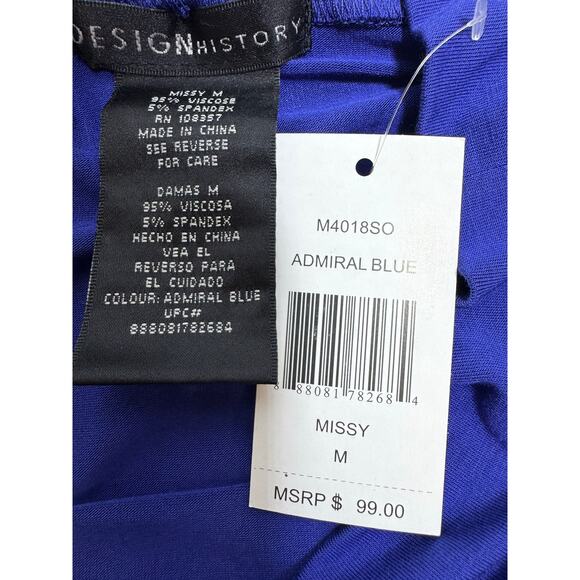 DESIGN HISTORY
MISSY M
95% VISCOSE
5% SPANDEX
RN 108357
MADE IN CHINA
SEE REVERSE
FOR CARE
DAMAS M
95% VISCOSA
5% SPANDEX
HECHO EN CHINA
VEA EL
REVERSO PARA
EL CUIDADO
COLOUR: ADMIRAL BLUE
UPC#
888081782684
M4018SO
ADMIRAL BLUE
8 88081 78268 4
MISSY
M
MSRP $ 99.00